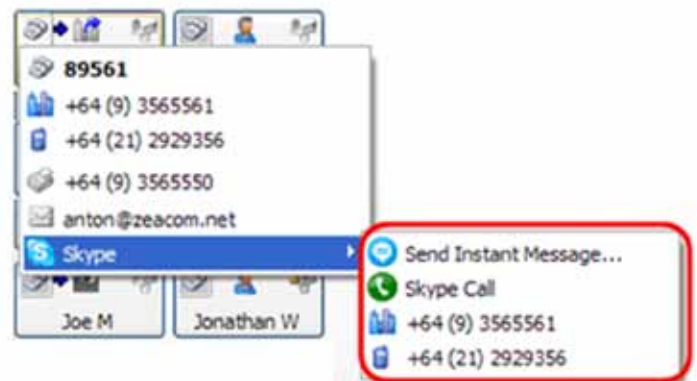 89561
+64 (9) 3565561
+64 (21) 2929356
+64 (9) 3565550
anton@zeacom.net
Skype
Send Instant Message...
Skype Call
+64 (9) 3565561
+64 (21) 2929356
Joe M
Jonathan W